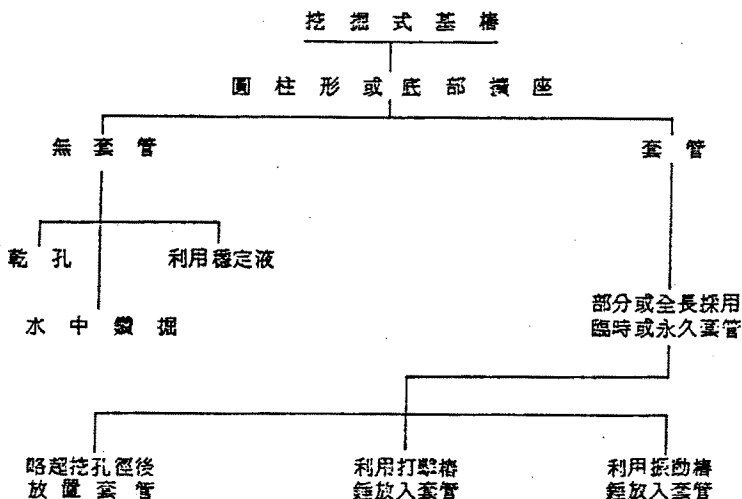 挖掘式基樁
圓柱形或底部擴座
無套管
套管
乾孔
利用穩定液
水中鑽掘
部分或全長採用
臨時或永久套管
略超挖孔徑後
放置套管
利用打擊樁
錘放入套管
利用振動樁
錘放入套管